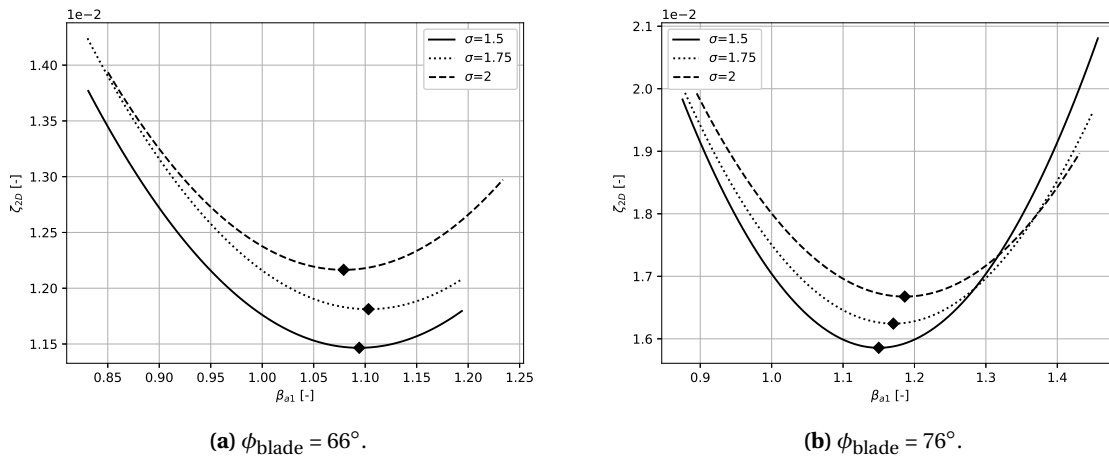 1e−2
σ=1.5
σ=1.75
σ=2
1.40
1.35
1.30
1.25
1.20
1.15
ζ2D [-]
0.85 0.90 0.95 1.00 1.05 1.10 1.15 1.20 1.25
βa1 [-]
(a) ϕblade = 66°.
1e−2
σ=1.5
σ=1.75
σ=2
2.1
2.0
1.9
1.8
1.7
1.6
ζ2D [-]
0.9 1.0 1.1 1.2 1.3 1.4
βa1 [-]
(b) ϕblade = 76°.